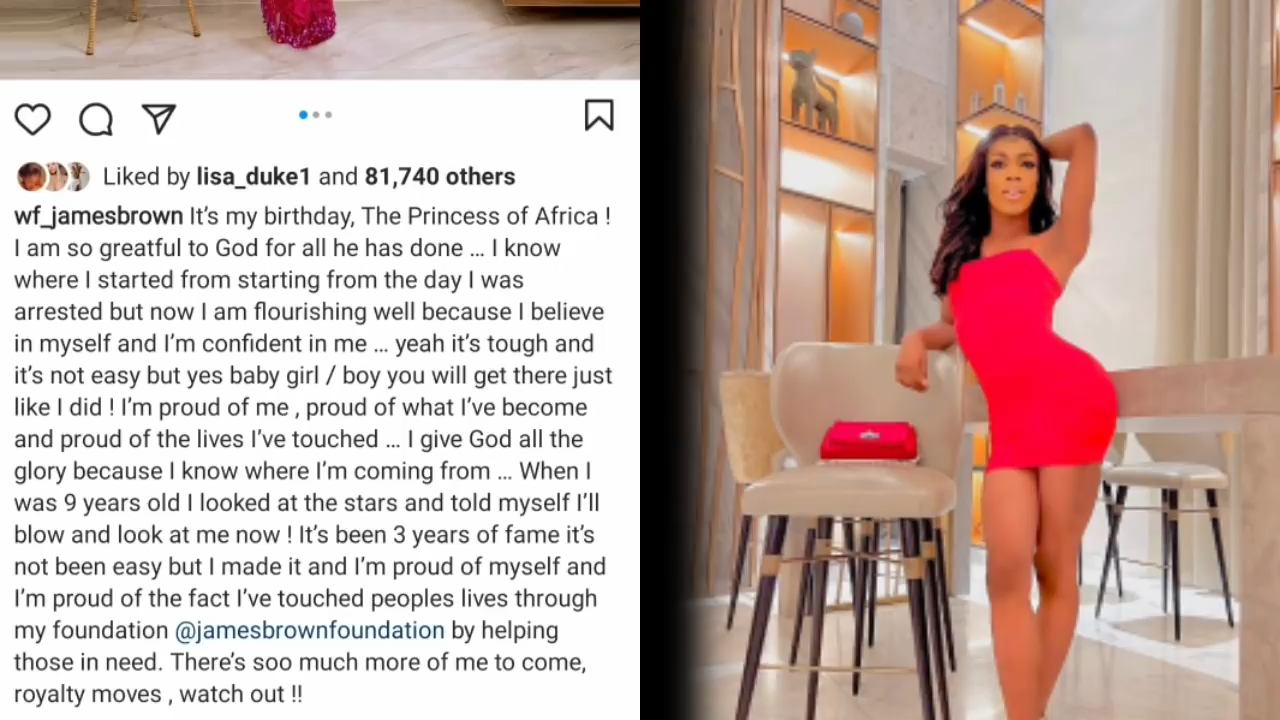 Liked by lisa_duke1 and 81,740 others
wf_jamesbrown It's my birthday, The Princess of Africa !
I am so greatful to God for all he has done … I know
where I started from starting from the day I was
arrested but now I am flourishing well because I believe
in myself and I'm confident in me … yeah it's tough and
it's not easy but yes baby girl / boy you will get there just
like I did ! I'm proud of me , proud of what I've become
and proud of the lives I've touched … I give God all the
glory because I know where I'm coming from … When I
was 9 years old I looked at the stars and told myself I'll
blow and look at me now ! It's been 3 years of fame it's
not been easy but I made it and I'm proud of myself and
I'm proud of the fact I've touched peoples lives through
my foundation @jamesbrownfoundation by helping
those in need. There's soo much more of me to come,
royalty moves , watch out !!